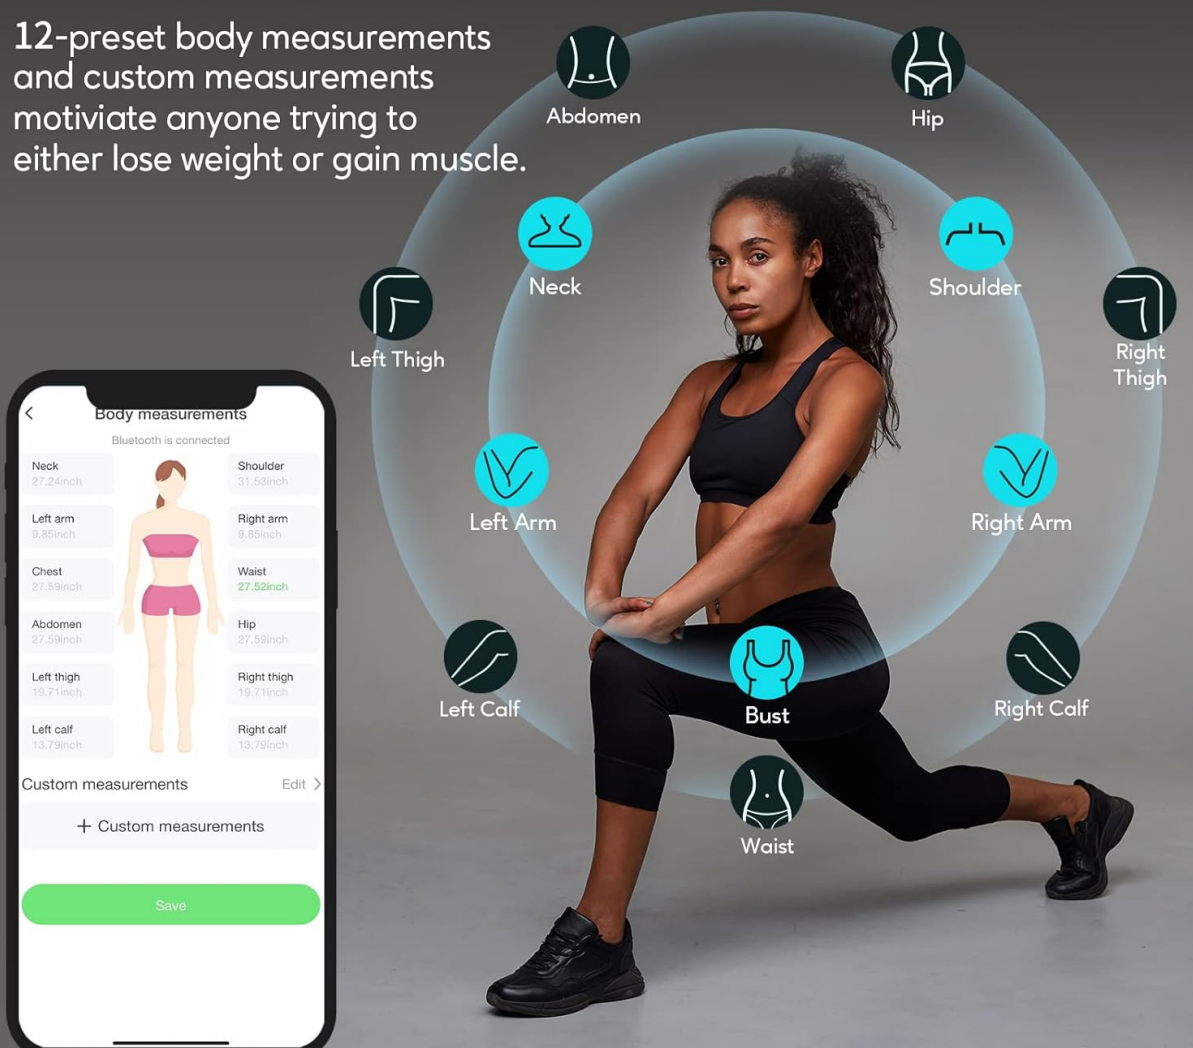 12-preset body measurements
and custom measurements
motiviate anyone trying to
either lose weight or gain muscle.
Abdomen
Hip
Neck
Shoulder
Left Thigh
Right
Thigh
Left Arm
Right Arm
Left Calf
Right Calf
Bust
Waist
Body measurements
Bluetooth is connected
Neck
27.24inch
Shoulder
31.53inch
Left arm
9.85inch
Right arm
9.85inch
Chest
27.59inch
Waist
27.52inch
Abdomen
27.59inch
Hip
27.59inch
Left thigh
19.71inch
Right thigh
19.71inch
Left calf
13.79inch
Right calf
13.79inch
Custom measurements
Edit
+ Custom measurements
Save